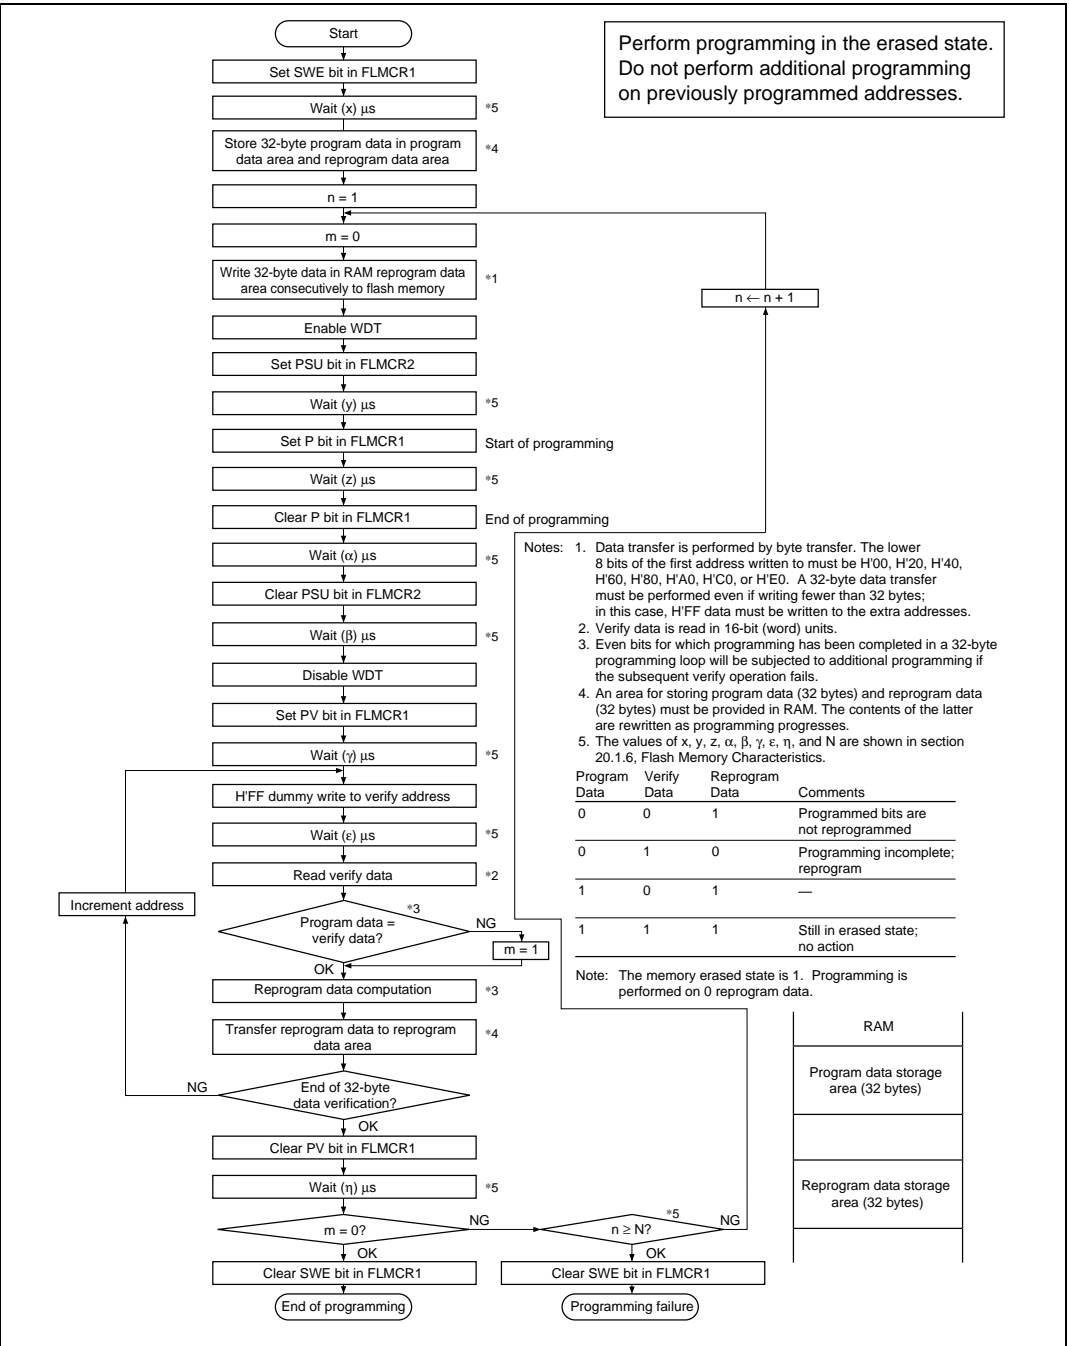 Start
Perform programming in the erased state.
Do not perform additional programming
on previously programmed addresses.
Set SWE bit in FLMCR1
Wait (x) μs
*5
Store 32-byte program data in program
data area and reprogram data area
*4
n = 1
m = 0
Write 32-byte data in RAM reprogram data
area consecutively to flash memory
*1
n ← n + 1
Enable WDT
Set PSU bit in FLMCR2
Wait (y) μs
*5
Set P bit in FLMCR1
Start of programming
Wait (z) μs
*5
Clear P bit in FLMCR1
End of programming
Wait (α) μs
*5
Clear PSU bit in FLMCR2
Wait (β) μs
*5
Disable WDT
Set PV bit in FLMCR1
Wait (γ) μs
*5
H'FF dummy write to verify address
Wait (ε) μs
*5
Read verify data
*2
Increment address
Program data =
verify data?
*3
NG
m = 1
OK
Reprogram data computation
*3
Transfer reprogram data to reprogram
data area
*4
End of 32-byte
data verification?
NG
OK
Clear PV bit in FLMCR1
Wait (η) μs
*5
m = 0?
NG
n ≥ N?
*5
NG
OK
OK
Clear SWE bit in FLMCR1
Clear SWE bit in FLMCR1
End of programming
Programming failure
Notes: 1. Data transfer is performed by byte transfer. The lower
8 bits of the first address written to must be H'00, H'20, H'40,
H'60, H'80, H'A0, H'C0, or H'E0. A 32-byte data transfer
must be performed even if writing fewer than 32 bytes;
in this case, H'FF data must be written to the extra addresses.
2. Verify data is read in 16-bit (word) units.
3. Even bits for which programming has been completed in a 32-byte
programming loop will be subjected to additional programming if
the subsequent verify operation fails.
4. An area for storing program data (32 bytes) and reprogram data
(32 bytes) must be provided in RAM. The contents of the latter
are rewritten as programming progresses.
5. The values of x, y, z, α, β, γ, ε, η, and N are shown in section
20.1.6, Flash Memory Characteristics.
Program Verify Reprogram
Data Data Data Comments
0 0 1 Programmed bits are
not reprogrammed
0 1 0 Programming incomplete;
reprogram
1 0 1 —
1 1 1 Still in erased state;
no action
Note: The memory erased state is 1. Programming is
performed on 0 reprogram data.
RAM
Program data storage
area (32 bytes)
Reprogram data storage
area (32 bytes)